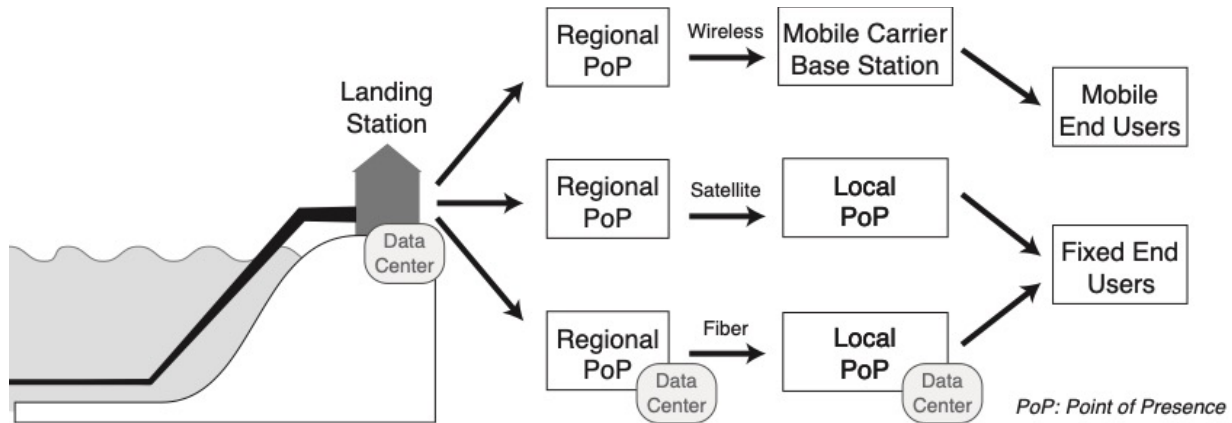 Landing
Station
Data
Center
Regional
PoP
Wireless
Mobile Carrier
Base Station
Mobile
End Users
Regional
PoP
Satellite
Local
PoP
Fixed End
Users
Regional
PoP
Data
Center
Fiber
Local
PoP
Data
Center
PoP: Point of Presence